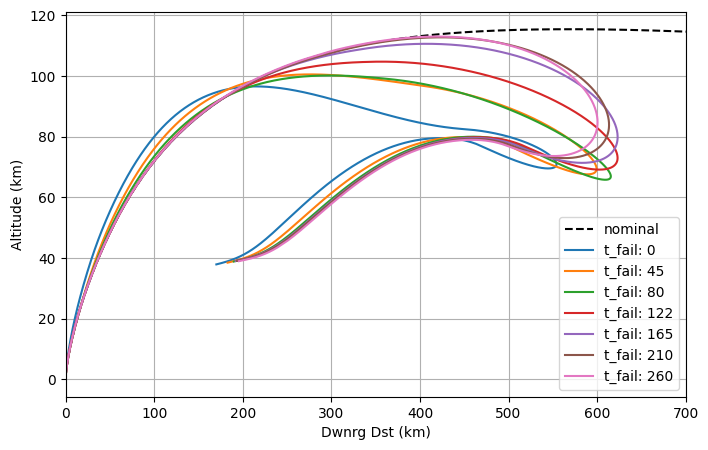 120
100
80
60
40
20
0
Altitude (km)
0 100 200 300 400 500 600 700
Dwnrg Dst (km)
nominal
t_fail: 0
t_fail: 45
t_fail: 80
t_fail: 122
t_fail: 165
t_fail: 210
t_fail: 260